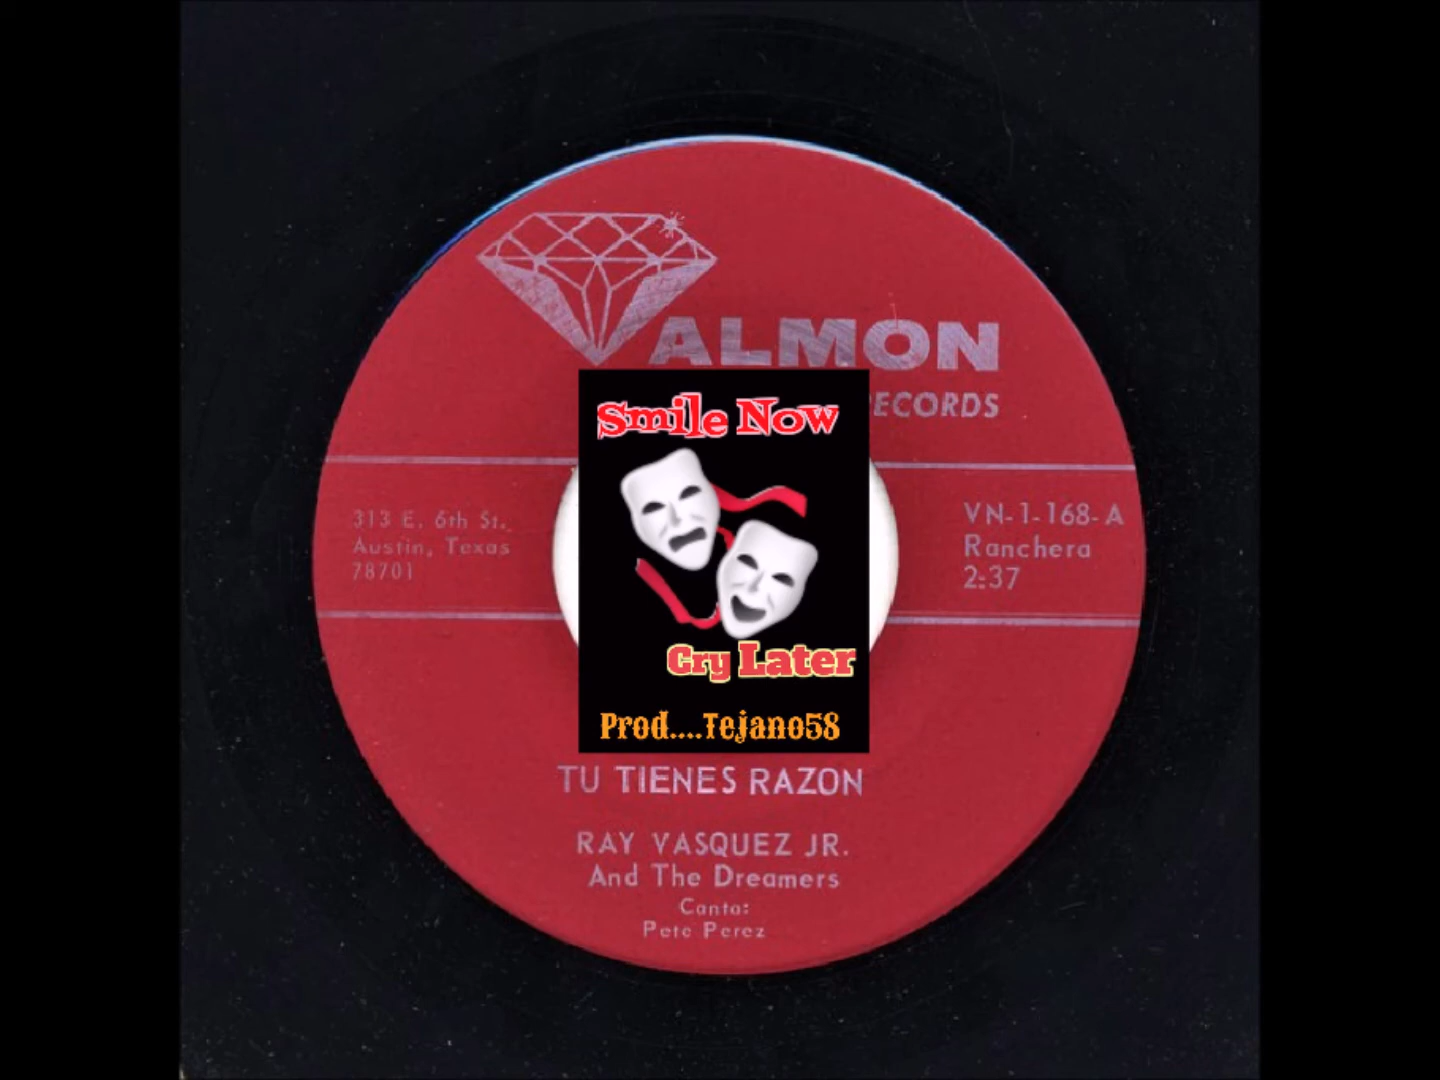 ALMON
ECORDS
Smile Now
313 E. 6th St.
Austin, Texas
78701
VN-1-168-A
Ranchera
2:37
Cry Later
Prod....Tejano58
TU TIENES RAZON
RAY VASQUEZ JR.
And The Dreamers
Canta:
Pete Perez